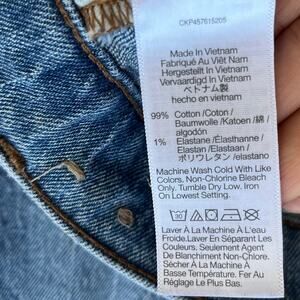 CKP457615205
Made In Vietnam
Fabriqué Au Viêt Nam
Hergestellt In Vietnam
Vervaardigd In Vietnam
ベトナム製
hecho en vietnam
99% Cotton /Coton /
Baumwolle /Katoen /綿 /
algodón
1% Elastane /Élasthanne /
Elastan /Elastaan /
ポリウレタン /elastano
Machine Wash Cold With Like
Colors. Non-Chlorine Bleach
Only. Tumble Dry Low. Iron
On Lowest Setting.
Laver À La Machine À L'eau
Froide.Laver En Séparant Les
Couleurs. Seulement Agent
De Blanchiment Non-Chlore.
Sécher À La Machine À
Basse Température. Fer Au
Réglage Le Plus Bas.